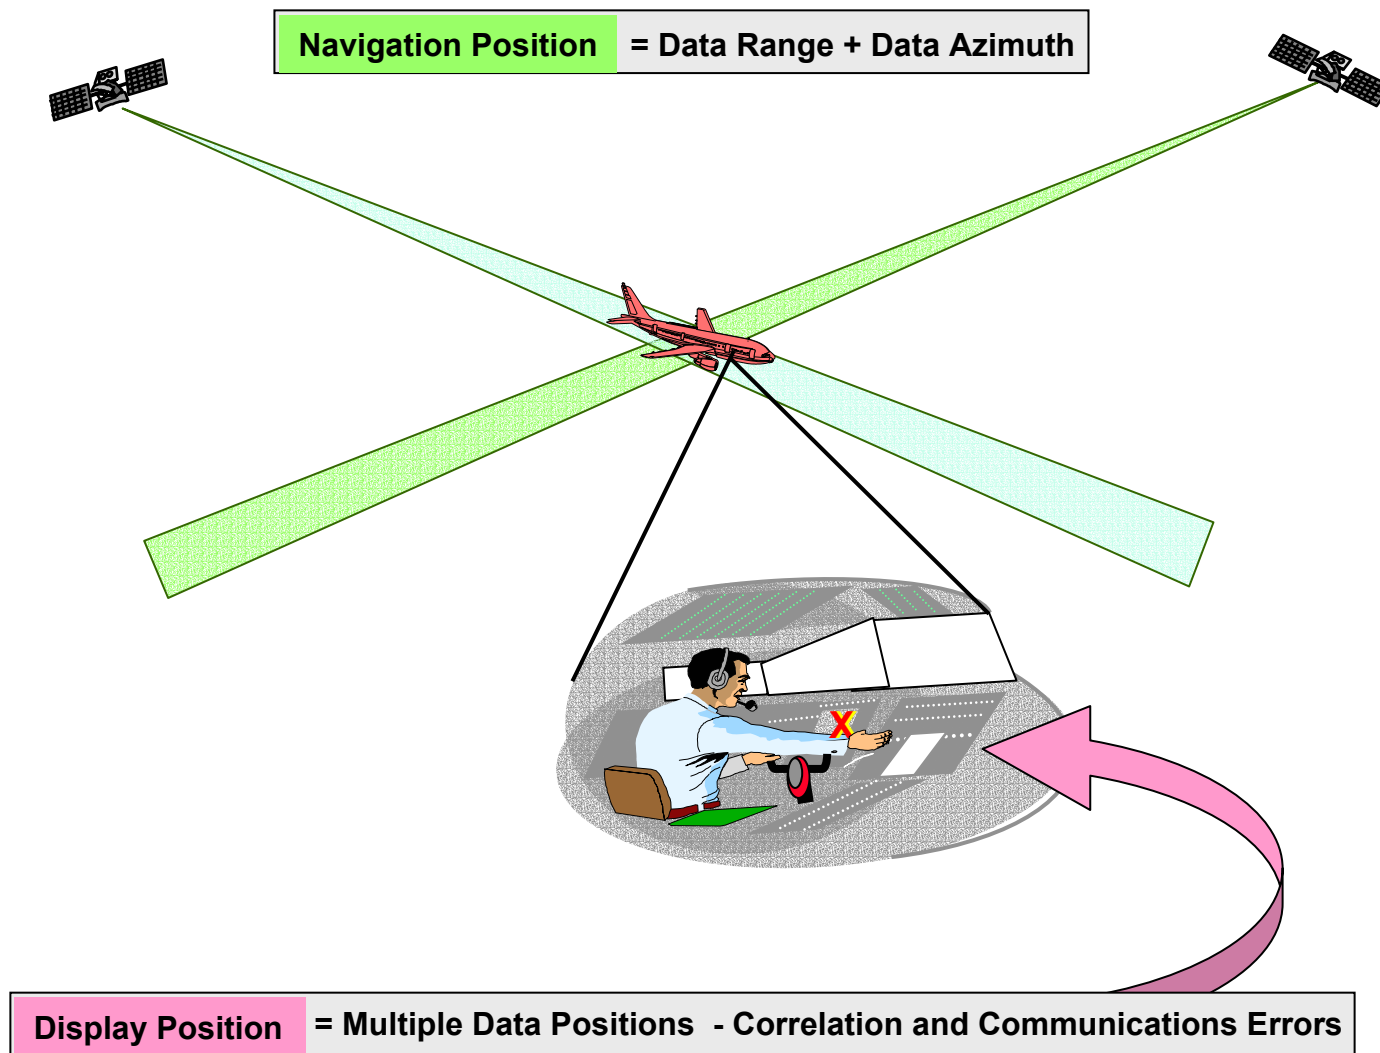 Navigation Position = Data Range + Data Azimuth
X
Display Position = Multiple Data Positions - Correlation and Communications Errors